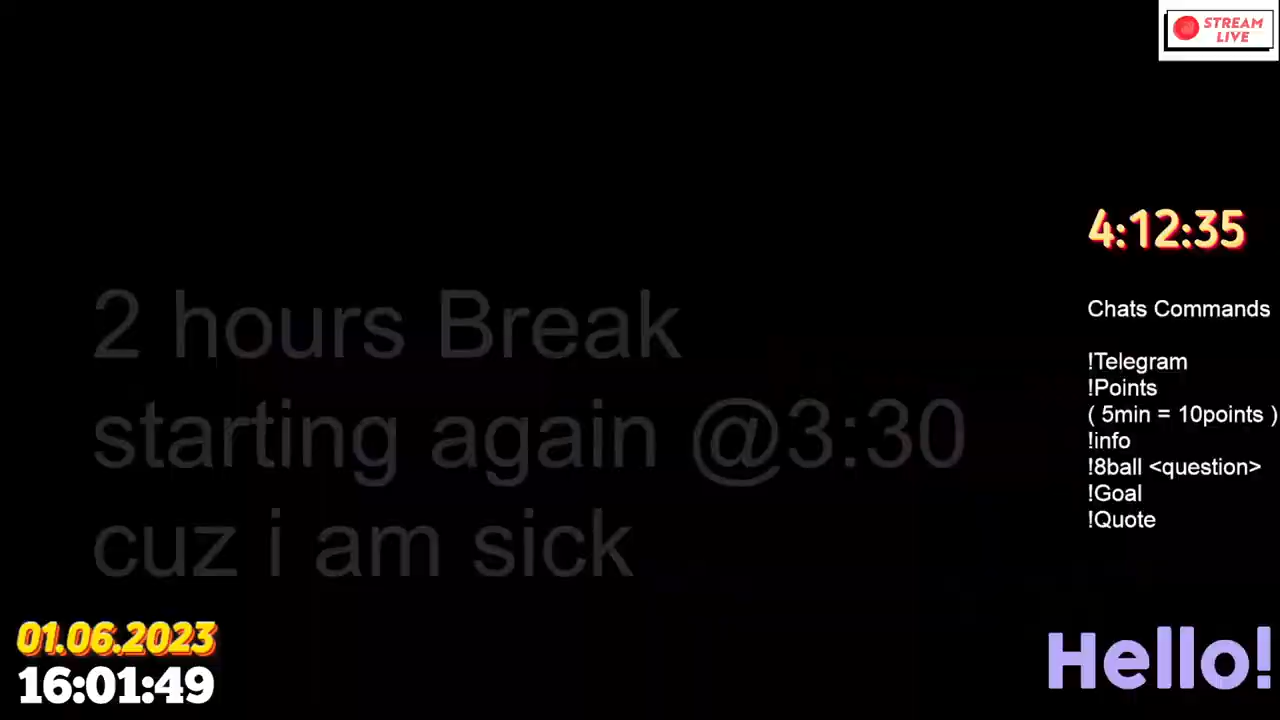 STREAM
LIVE
4:12:35
Chats Commands
!Telegram
!Points
( 5min = 10points )
!info
!8ball <question>
!Goal
!Quote
2 hours Break
starting again @3:30
cuz i am sick
01.06.2023
16:01:49
Hello!